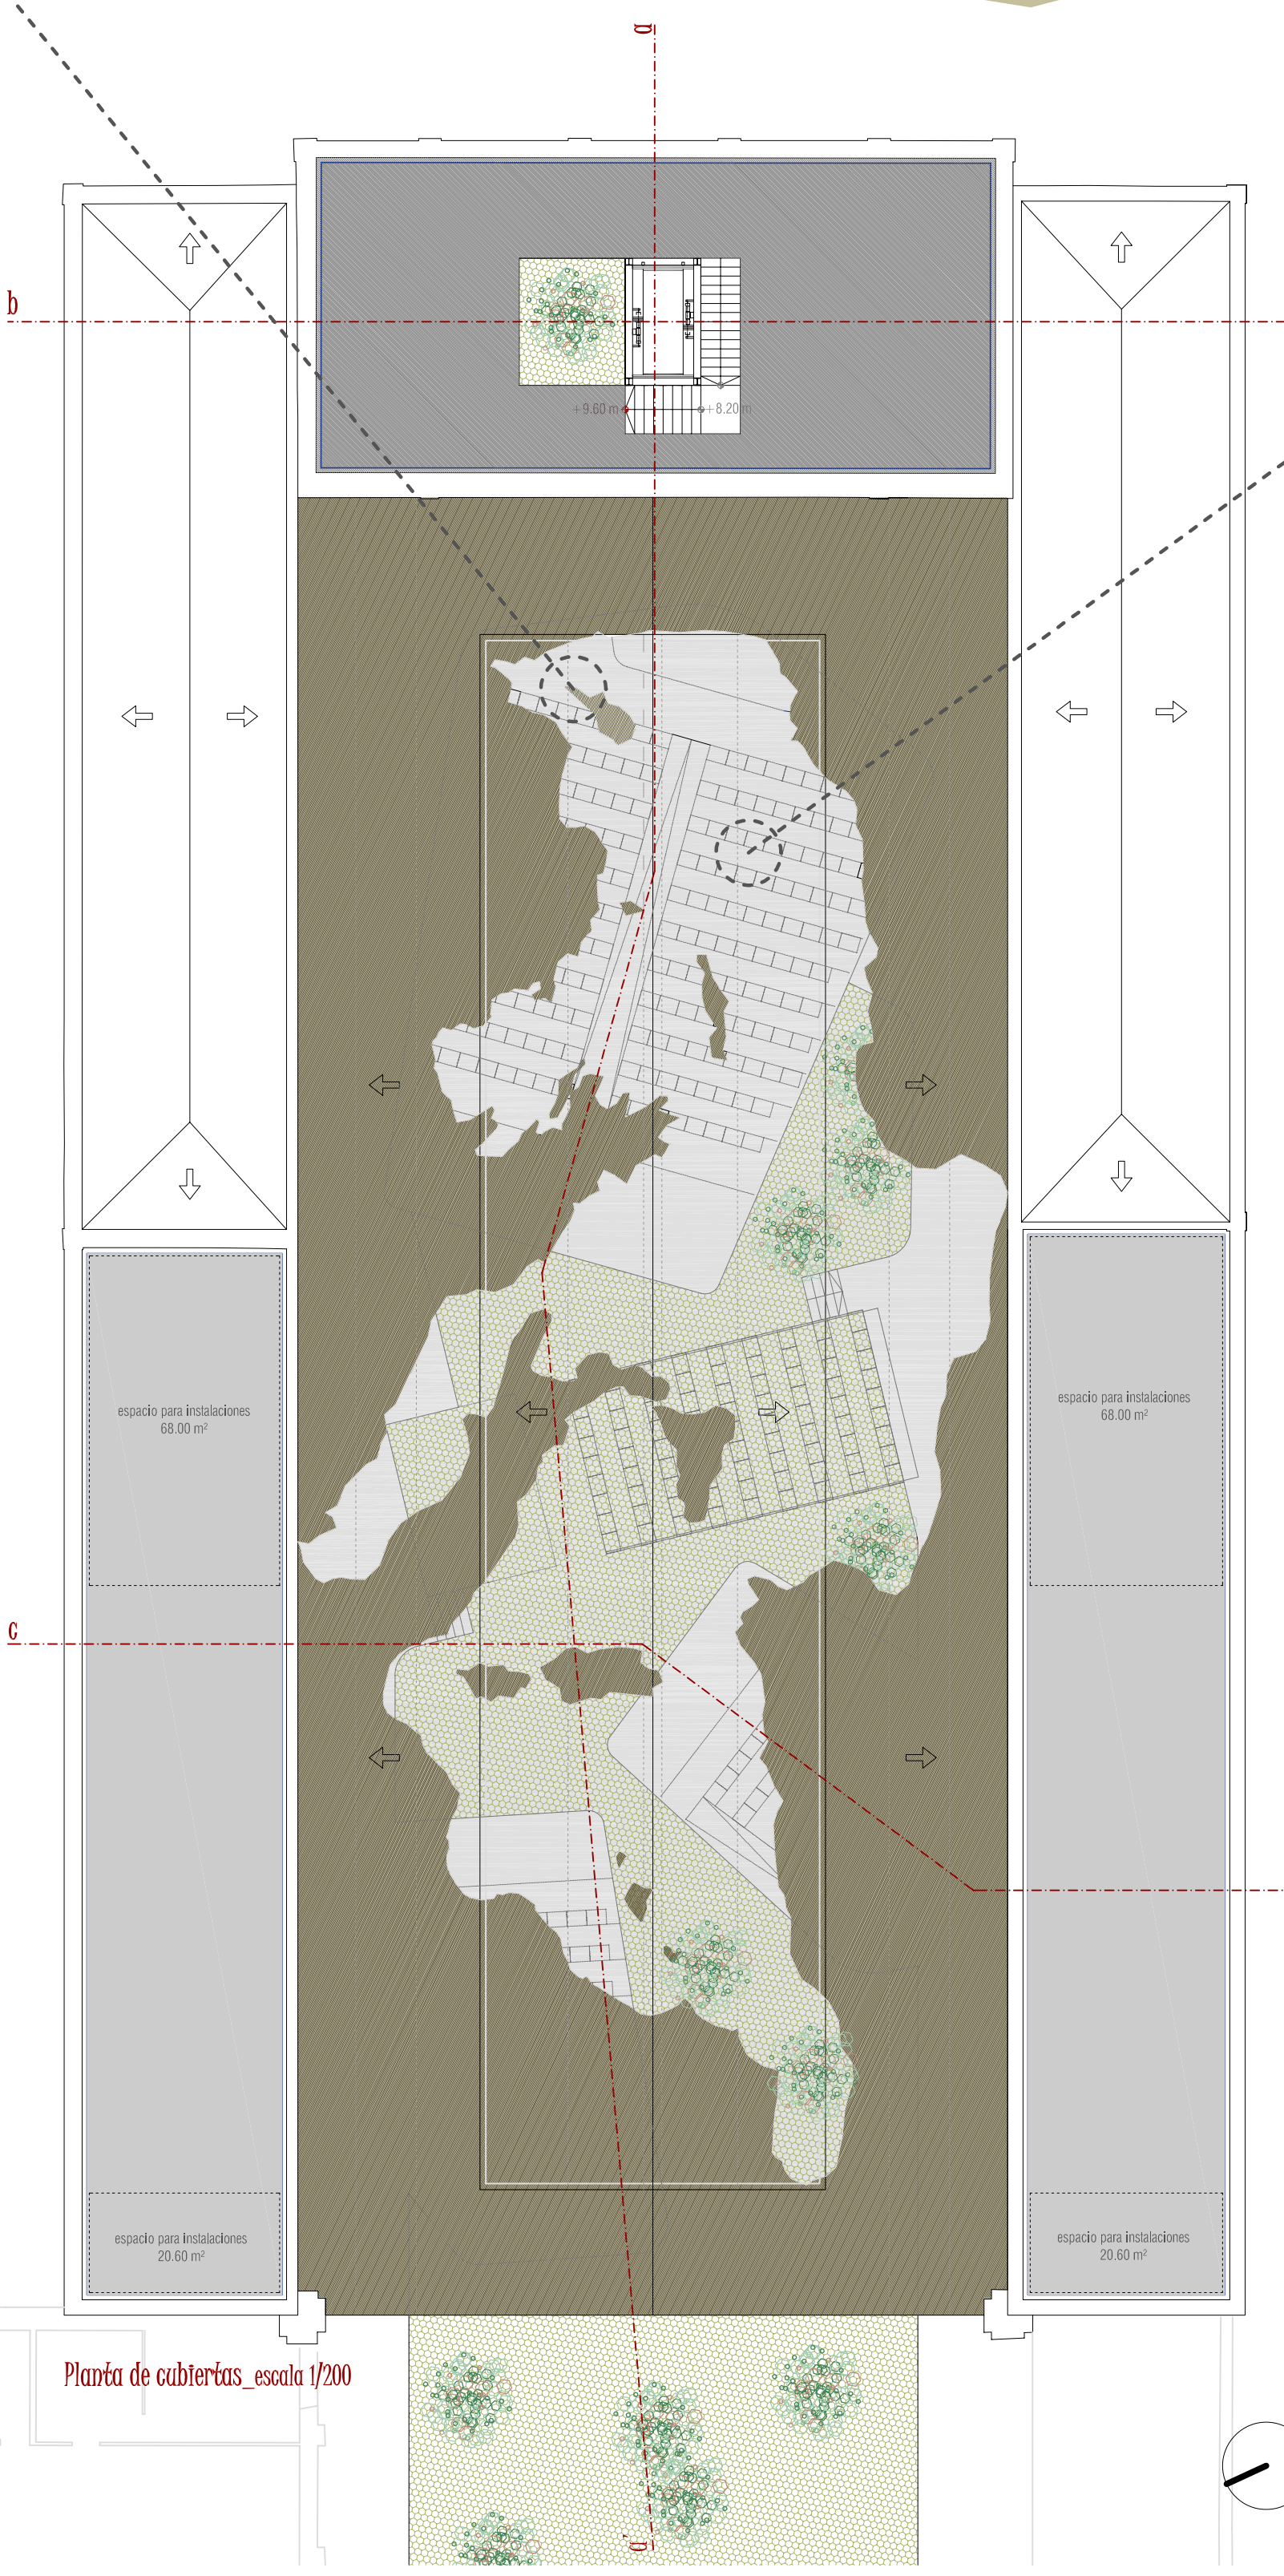 a
b
+9.60 m
+8.20 m
espacio para instalaciones
68.00 m²
espacio para instalaciones
68.00 m²
c
espacio para instalaciones
20.60 m²
espacio para instalaciones
20.60 m²
Planta de cubiertas_escala 1/200
a'